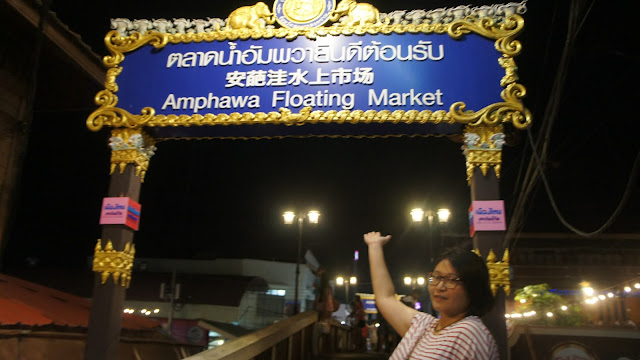 ตลาดน้ำอัมพวายินดีต้อนรับ
安葩洼水上市场
Amphawa Floating Market